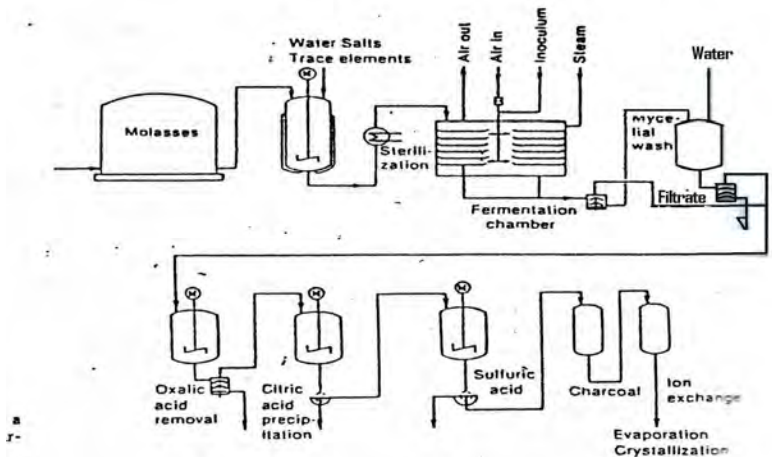 Water Salts
Trace elements
Air out
Air in
Inoculum
Steam
Water
M
Molasses
Sterili-
zation
Myce-
lial
wash
Fermentation
chamber
Filtrate
M
M
M
Oxalic
acid
removal
Citric
acid
precip-
itation
Sulfuric
acid
Charcoal
Ion
exchange
Evaporation
Crystallization
a
r-